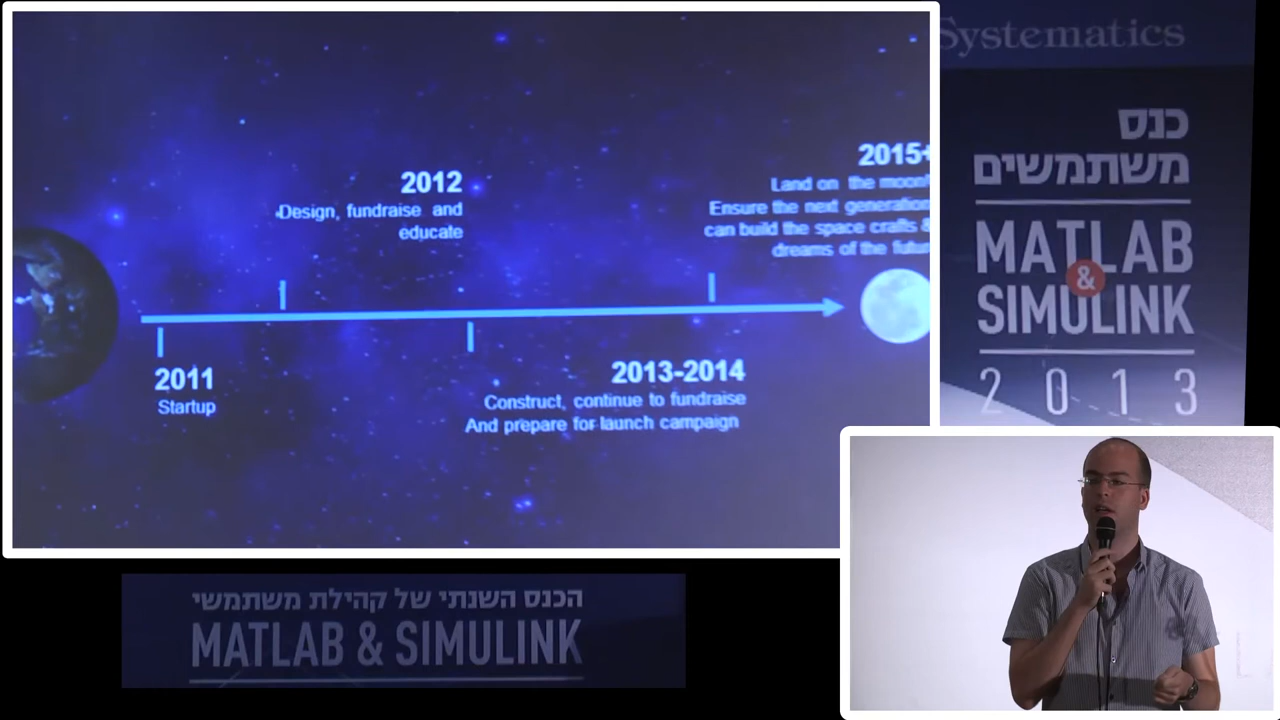 2012
Design, fundraise and
educate
2015+
Land on the moon!
Ensure the next generation
can build the space crafts &
dreams of the futur
2011
Startup
2013-2014
Construct, continue to fundraise
And prepare for launch campaign
Systematics
כנס
משתמשים
MATLAB
&
SIMULINK
2013
הכנס השנתי של קהילת משתמשי
MATLAB & SIMULINK